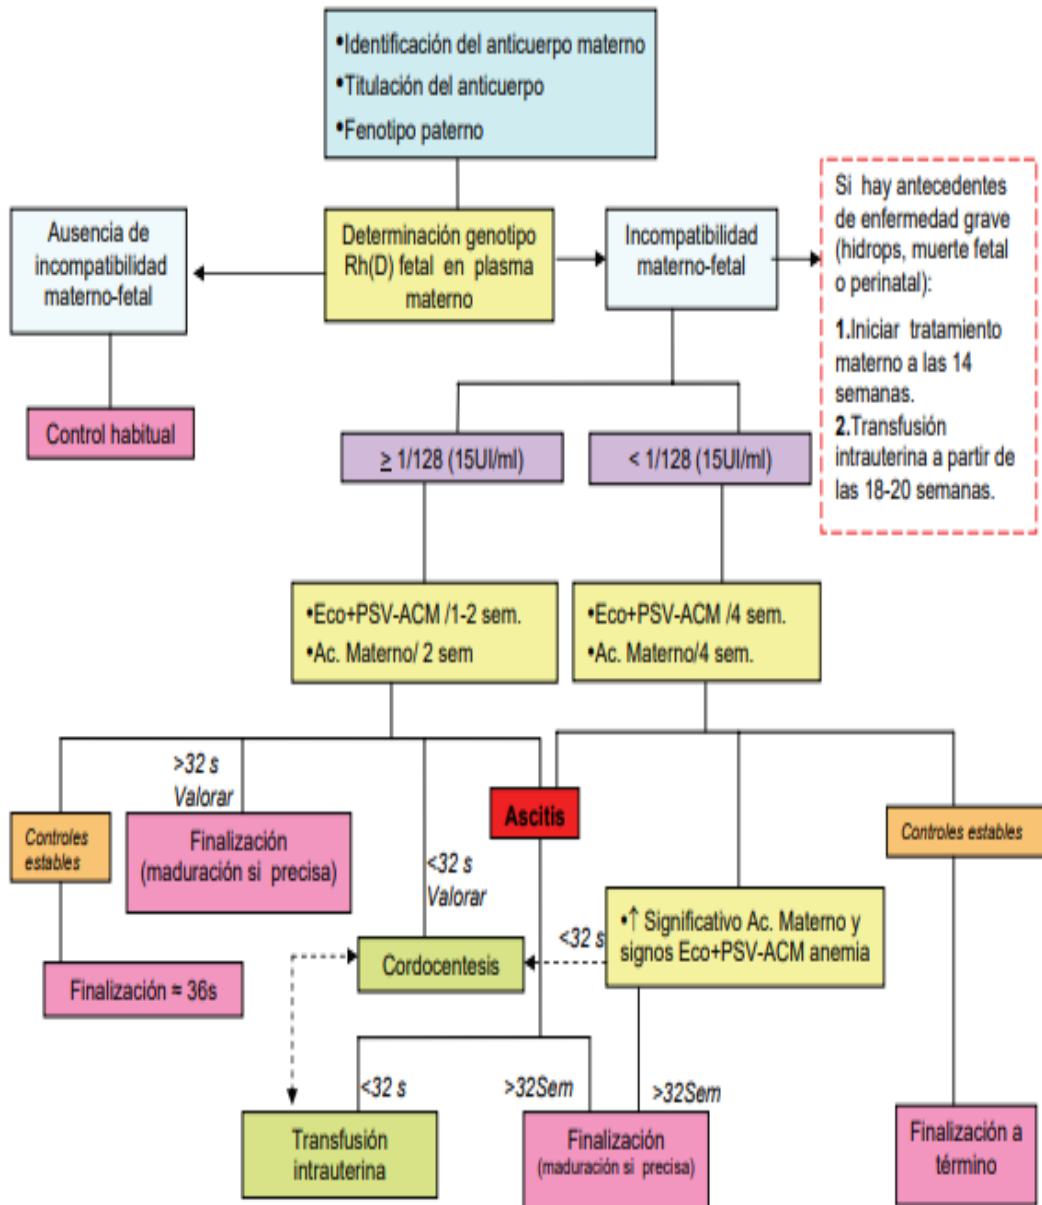 •Identificación del anticuerpo materno
•Titulación del anticuerpo
•Fenotipo paterno
Ausencia de
incompatibilidad
materno-fetal
Determinación genotipo
Rh(D) fetal en plasma
materno
Incompatibilidad
materno-fetal
Si hay antecedentes
de enfermedad grave
(hidrops, muerte fetal
o perinatal):
1.Iniciar tratamiento
materno a las 14
semanas.
2.Transfusión
intrauterina a partir de
las 18-20 semanas.
Control habitual
≥ 1/128 (15UI/ml)
< 1/128 (15UI/ml)
•Eco+PSV-ACM /1-2 sem.
•Ac. Materno/ 2 sem
•Eco+PSV-ACM /4 sem.
•Ac. Materno/4 sem.
>32 s
Valorar
Controles
estables
Finalización
(maduración si precisa)
<32 s
Valorar
Ascitis
Controles estables
•↑ Significativo Ac. Materno y
signos Eco+PSV-ACM anemia
<32 s
Cordocentesis
Finalización ≈ 36s
<32 s
>32Sem
>32Sem
Transfusión
intrauterina
Finalización
(maduración si precisa)
Finalización a
término